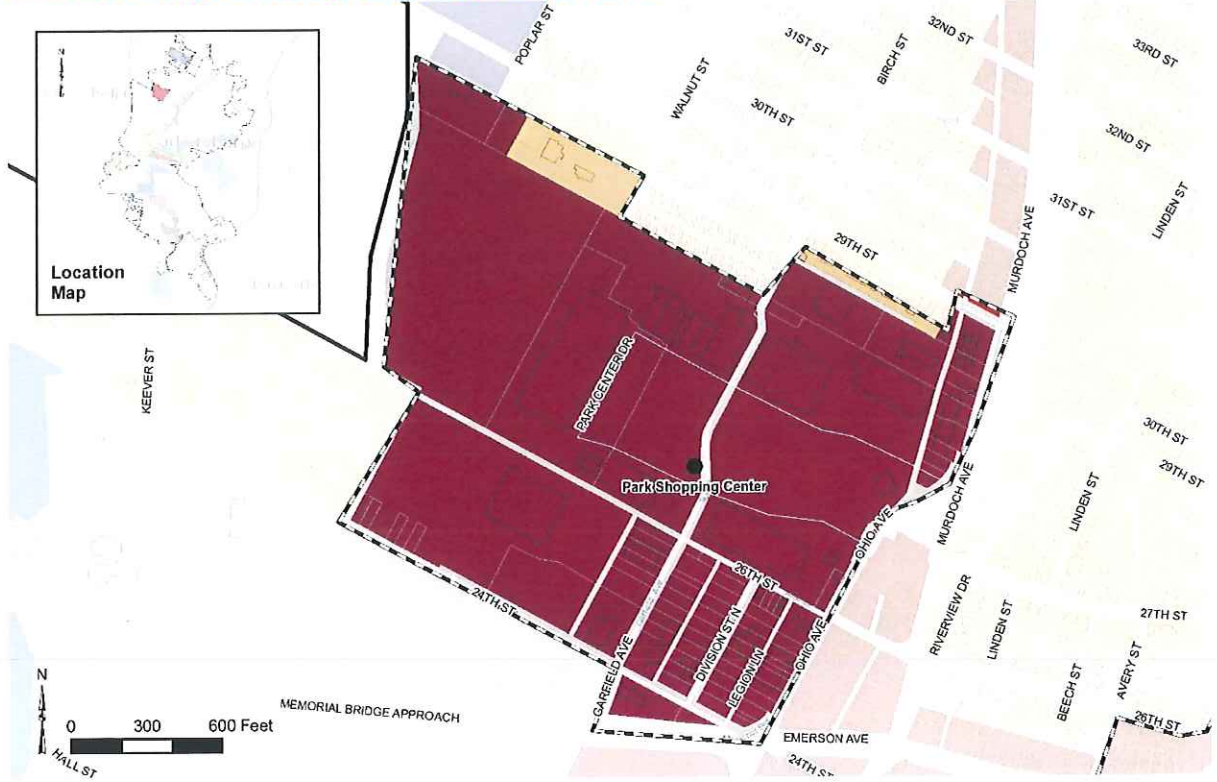 POPLAR ST
32ND ST
31ST ST
BIRCH ST
33RD ST
WALNUT ST
30TH ST
32ND ST
31ST ST
LINDEN ST
29TH ST
MURDOCH AVE
Location
Map
KEEVER ST
PARK CENTER DR
30TH ST
29TH ST
Park Shopping Center
LINDEN ST
MURDOCH AVE
OHIO AVE
26TH ST
24TH ST
RIVERVIEW DR
LINDEN ST
27TH ST
GARFIELD AVE
DIVISION ST N
LEGION LN
OHIO AVE
BEECH ST
AVERY ST
26TH ST
N
0 300 600 Feet
MEMORIAL BRIDGE APPROACH
EMERSON AVE
HALL ST
24TH ST